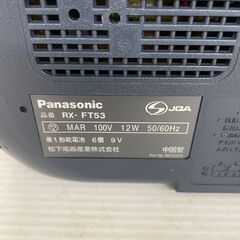 Panasonic
JQA
品番 RX-FT53
MAR 100V 12W 50/60Hz
単1形乾電池 6個 9V
松下電器産業株式会社
中国製